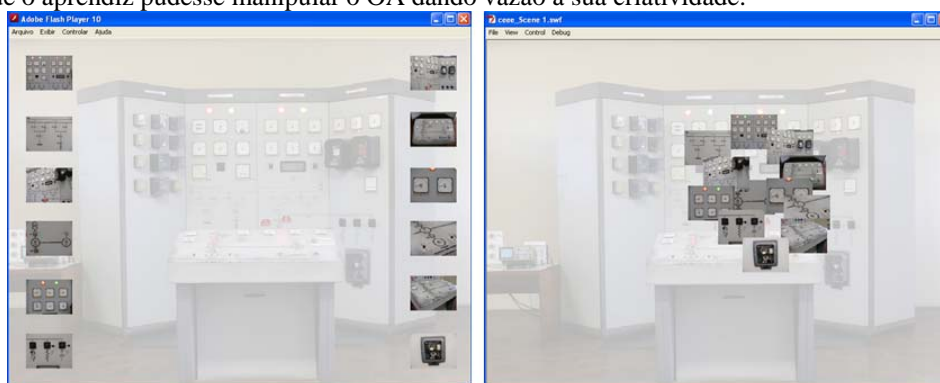 e o aprendiz pudesse manipular o OA dando vazão à sua criatividade.
Adobe Flash Player 10
Arquivo Exibir Controlar Ajuda
ceee_Scene 1.swf
File View Control Debug